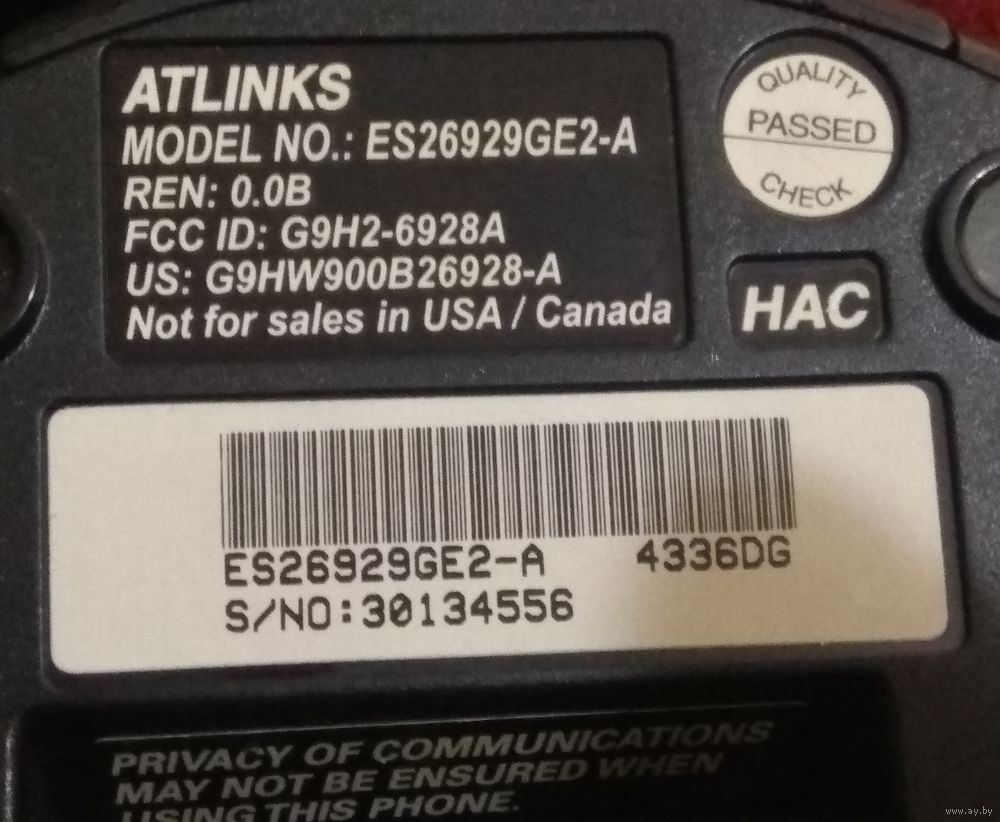 ATLINKS
MODEL NO.: ES26929GE2-A
REN: 0.0B
FCC ID: G9H2-6928A
US: G9HW900B26928-A
Not for sales in USA / Canada
QUALITY
PASSED
CHECK
HAC
ES26929GE2-A 4336DG
S/NO:30134556
PRIVACY OF COMMUNICATIONS
MAY NOT BE ENSURED WHEN
USING THIS PHONE.
www.ay.by